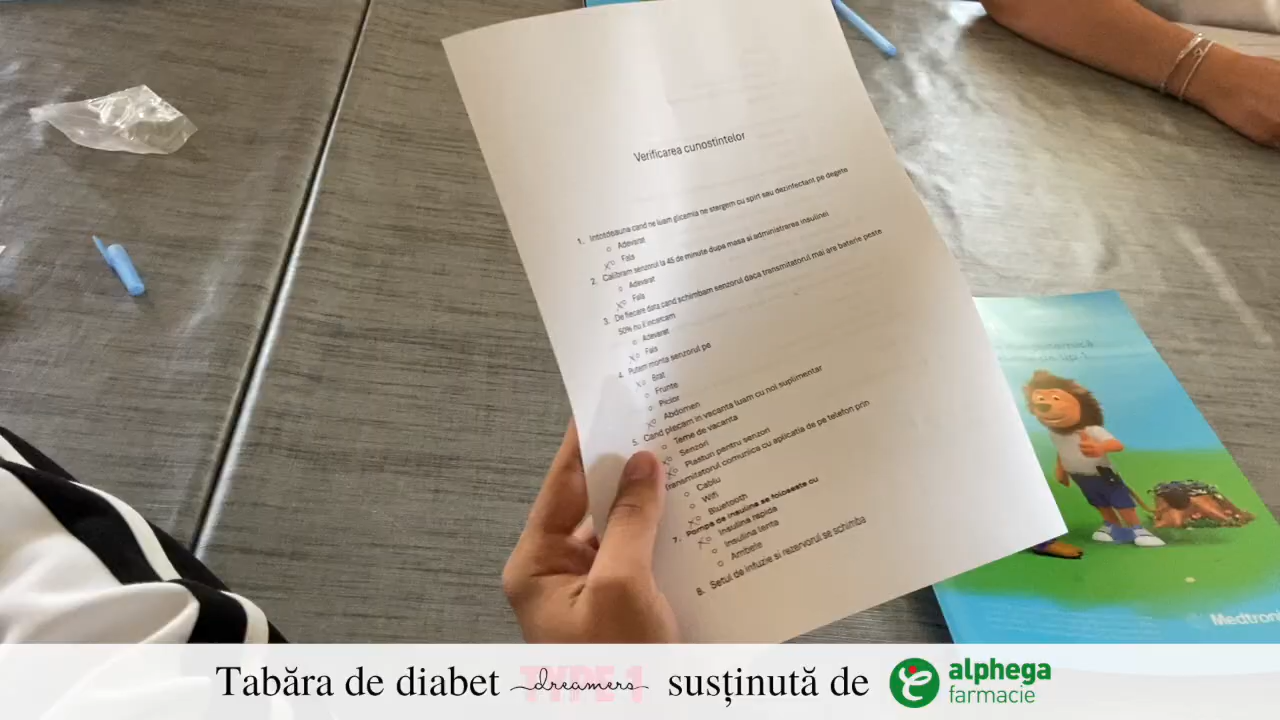 Verificarea cunostintelor
1. Intotdeauna cand ne luam glicemia ne stergem cu spirt sau dezinfectant pe degete
Adevarat
Fals
2. Calibram senzorul la 45 de minute dupa masa si administrarea insulinei
Adevarat
Fals
3. De fiecare data cand schimbam senzorul daca transmitatorul mai are baterie peste
50% nu il incarcam
Adevarat
Fals
4. Putem monta senzorul pe
Brat
Frunte
Picior
Abdomen
5. Cand plecam in vacanta luam cu noi suplimentar
Teme de vacanta
Senzori
Plasturi pentru senzori
Transmitatorul comunica cu aplicatia de pe telefon prin
Cablu
Wifi
Bluetooth
7. Pompa de insulina se foloseste cu
Insulina rapida
Insulina lenta
Ambele
8. Setul de infuzie si rezervorul se schimba
Medtroni
Tabăra de diabet TYPE 1 dreamers susținută de alphega
farmacie